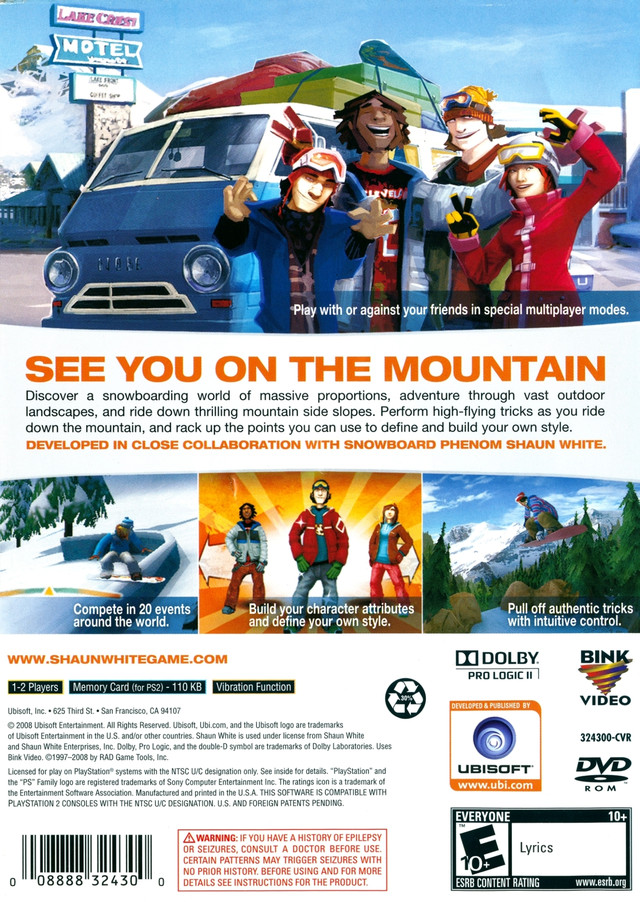 LAKE CREST
MOTEL
LAKE FRONT
Play with or against your friends in special multiplayer modes.
SEE YOU ON THE MOUNTAIN
Discover a snowboarding world of massive proportions, adventure through vast outdoor
landscapes, and ride down thrilling mountain side slopes. Perform high-flying tricks as you ride
down the mountain, and rack up the points you can use to define and build your own style.
DEVELOPED IN CLOSE COLLABORATION WITH SNOWBOARD PHENOM SHAUN WHITE.
Compete in 20 events
around the world.
Build your character attributes
and define your own style.
Pull off authentic tricks
with intuitive control.
WWW.SHAUNWHITEGAME.COM
1-2 Players
Memory Card (for PS2) - 110 KB
Vibration Function
Ubisoft, Inc. • 625 Third St. • San Francisco, CA 94107
© 2008 Ubisoft Entertainment. All Rights Reserved. Ubisoft, Ubi.com, and the Ubisoft logo are trademarks
of Ubisoft Entertainment in the U.S. and/or other countries. Shaun White is used under license from Shaun White
and Shaun White Enterprises, Inc. Dolby, Pro Logic, and the double-D symbol are trademarks of Dolby Laboratories. Uses
Bink Video. ©1997–2008 by RAD Game Tools, Inc.
Licensed for play on PlayStation® systems with the NTSC U/C designation only. See inside for details. "PlayStation" and
the "PS" Family logo are registered trademarks of Sony Computer Entertainment Inc. The ratings icon is a trademark of
the Entertainment Software Association. Manufactured and printed in the U.S.A. THIS SOFTWARE IS COMPATIBLE WITH
PLAYSTATION 2 CONSOLES WITH THE NTSC U/C DESIGNATION. U.S. AND FOREIGN PATENTS PENDING.
30%
DOLBY
PRO LOGIC II
BINK
VIDEO
DEVELOPED & PUBLISHED BY
UBISOFT
www.ubi.com
324300-CVR
DVD
ROM
0 08888 32430 0
WARNING: IF YOU HAVE A HISTORY OF EPILEPSY
OR SEIZURES, CONSULT A DOCTOR BEFORE USE.
CERTAIN PATTERNS MAY TRIGGER SEIZURES WITH
NO PRIOR HISTORY. BEFORE USING AND FOR MORE
DETAILS SEE INSTRUCTIONS FOR THE PRODUCT.
EVERYONE 10+
E
10+
Lyrics
ESRB CONTENT RATING www.esrb.org